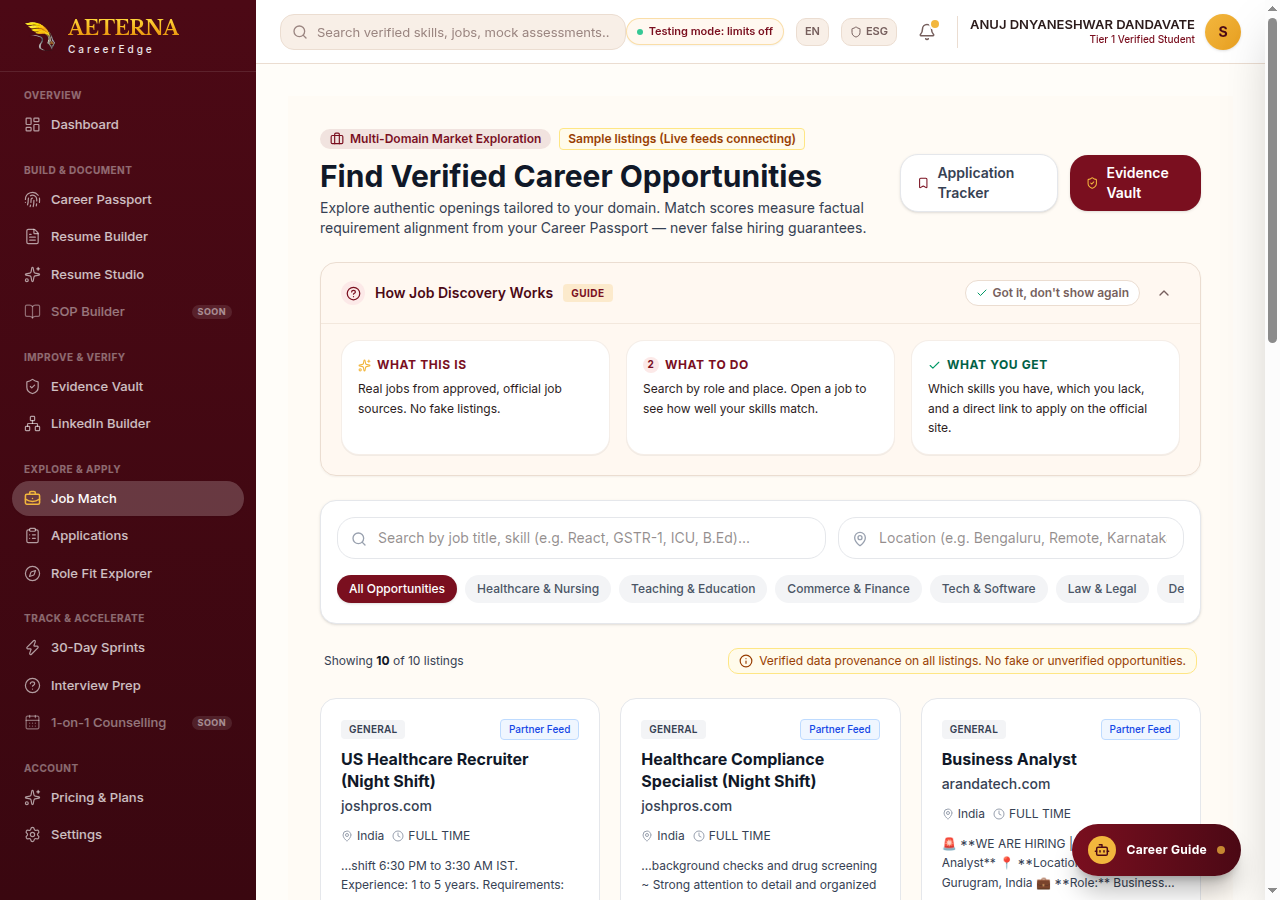 AETERNA
CareerEdge
OVERVIEW
Dashboard
BUILD & DOCUMENT
Career Passport
Resume Builder
Resume Studio
SOP Builder SOON
IMPROVE & VERIFY
Evidence Vault
LinkedIn Builder
EXPLORE & APPLY
Job Match
Applications
Role Fit Explorer
TRACK & ACCELERATE
30-Day Sprints
Interview Prep
1-on-1 Counselling SOON
ACCOUNT
Pricing & Plans
Settings
Search verified skills, jobs, mock assessments..
Testing mode: limits off
EN
ESG
ANUJ DNYANESHWAR DANDAVATE
Tier 1 Verified Student
S
Multi-Domain Market Exploration
Sample listings (Live feeds connecting)
Find Verified Career Opportunities
Explore authentic openings tailored to your domain. Match scores measure factual
requirement alignment from your Career Passport — never false hiring guarantees.
Application
Tracker
Evidence
Vault
How Job Discovery Works GUIDE
Got it, don't show again
WHAT THIS IS
Real jobs from approved, official job
sources. No fake listings.
2 WHAT TO DO
Search by role and place. Open a job to
see how well your skills match.
WHAT YOU GET
Which skills you have, which you lack,
and a direct link to apply on the official
site.
Search by job title, skill (e.g. React, GSTR-1, ICU, B.Ed)...
Location (e.g. Bengaluru, Remote, Karnatak
All Opportunities
Healthcare & Nursing
Teaching & Education
Commerce & Finance
Tech & Software
Law & Legal
De
Showing 10 of 10 listings
Verified data provenance on all listings. No fake or unverified opportunities.
GENERAL
Partner Feed
US Healthcare Recruiter
(Night Shift)
joshpros.com
India FULL TIME
...shift 6:30 PM to 3:30 AM IST.
Experience: 1 to 5 years. Requirements:
GENERAL
Partner Feed
Healthcare Compliance
Specialist (Night Shift)
joshpros.com
India FULL TIME
...background checks and drug screening
~ Strong attention to detail and organized
GENERAL
Partner Feed
Business Analyst
arandatech.com
India FULL TIME
🚨 **WE ARE HIRING |
Analyst** 📍 **Locatio
Gurugram, India 💼 **Role:** Business...
Career Guide